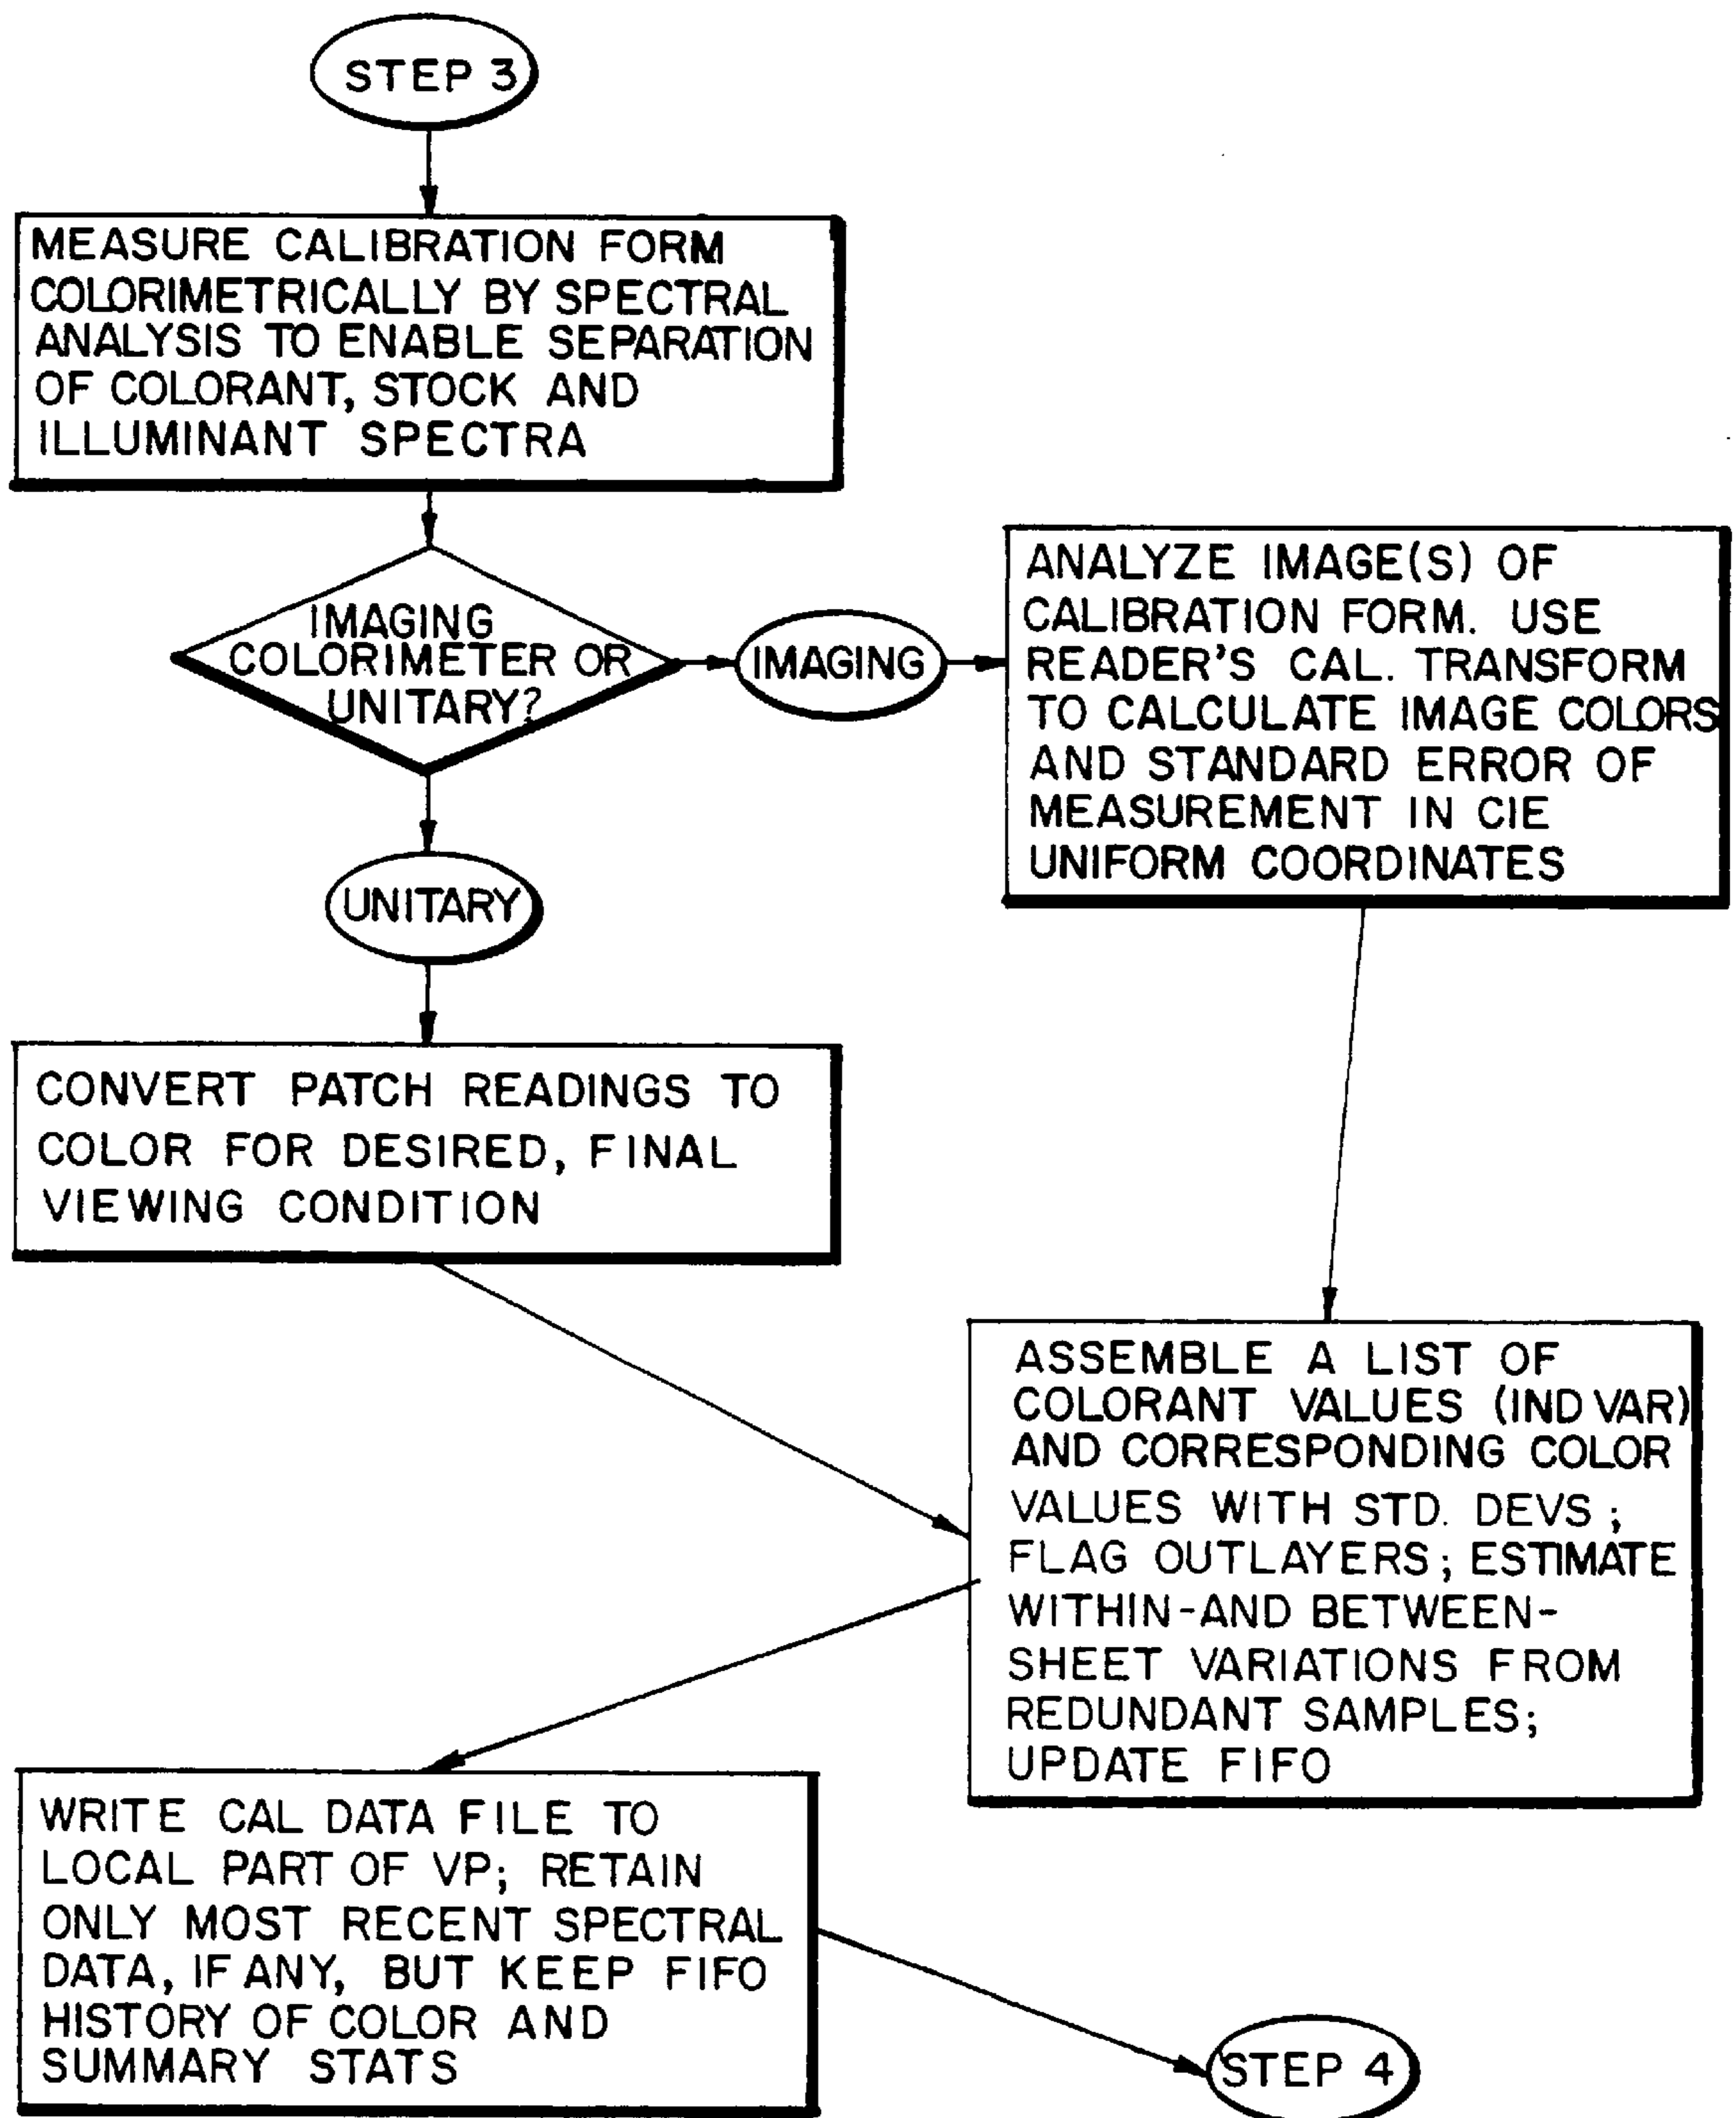 STEP 3
MEASURE CALIBRATION FORM
COLORIMETRICALLY BY SPECTRAL
ANALYSIS TO ENABLE SEPARATION
OF COLORANT, STOCK AND
ILLUMINANT SPECTRA
IMAGING
COLORIMETER OR
UNITARY?
IMAGING
ANALYZE IMAGE(S) OF
CALIBRATION FORM. USE
READER'S CAL. TRANSFORM
TO CALCULATE IMAGE COLORS
AND STANDARD ERROR OF
MEASUREMENT IN CIE
UNIFORM COORDINATES
UNITARY
CONVERT PATCH READINGS TO
COLOR FOR DESIRED, FINAL
VIEWING CONDITION
ASSEMBLE A LIST OF
COLORANT VALUES (IND VAR)
AND CORRESPONDING COLOR
VALUES WITH STD. DEVS ;
FLAG OUTLAYERS; ESTIMATE
WITHIN-AND BETWEEN-
SHEET VARIATIONS FROM
REDUNDANT SAMPLES;
UPDATE FIFO
WRITE CAL DATA FILE TO
LOCAL PART OF VP; RETAIN
ONLY MOST RECENT SPECTRAL
DATA, IF ANY, BUT KEEP FIFO
HISTORY OF COLOR AND
SUMMARY STATS
STEP 4